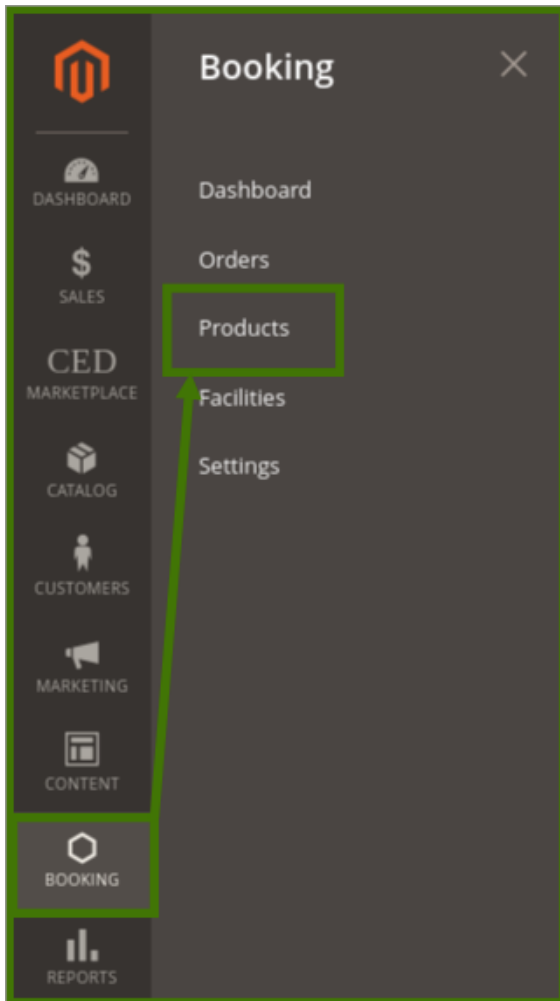 Booking
Dashboard
Orders
Products
Facilities
Settings
DASHBOARD
$
SALES
CED
MARKETPLACE
CATALOG
CUSTOMERS
MARKETING
CONTENT
BOOKING
REPORTS